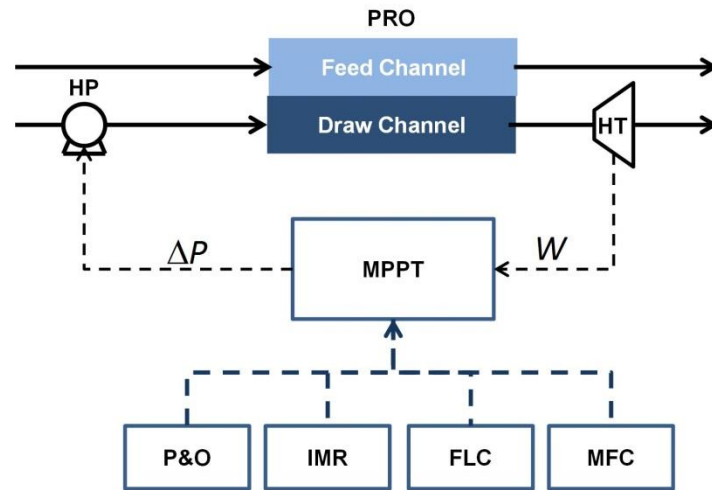 PRO
Feed Channel
HP
Draw Channel
HT
ΔP
MPPT
W
P&O
IMR
FLC
MFC